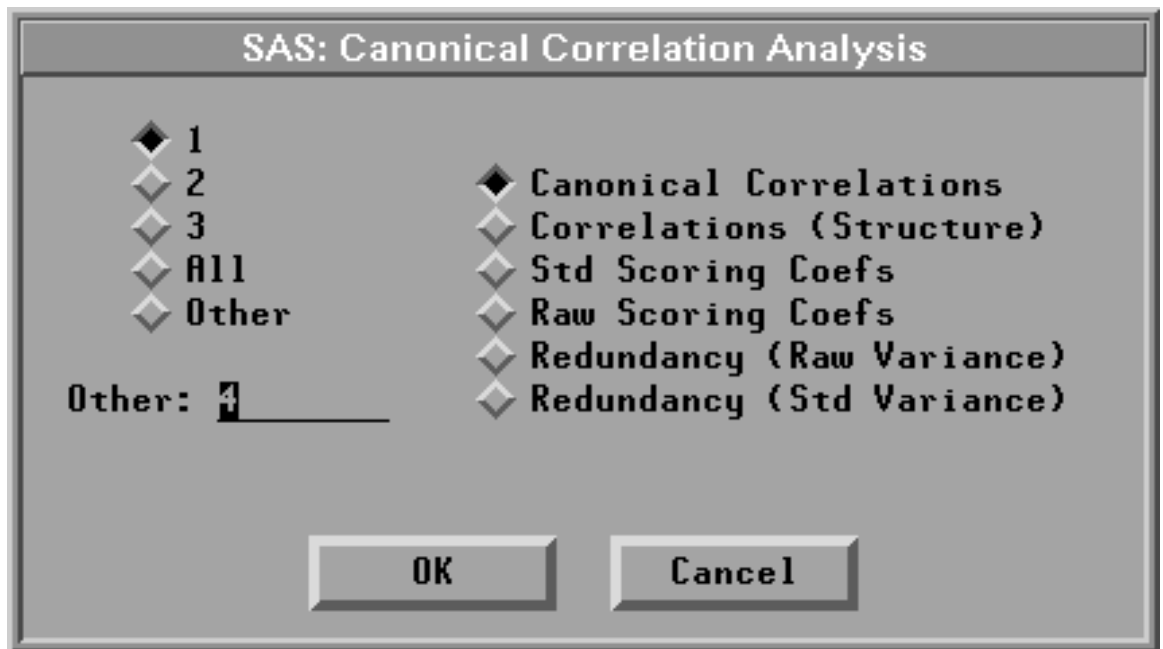 SAS: Canonical Correlation Analysis
1
2
3
All
Other
Other: 4
Canonical Correlations
Correlations (Structure)
Std Scoring Coefs
Raw Scoring Coefs
Redundancy (Raw Variance)
Redundancy (Std Variance)
OK
Cancel